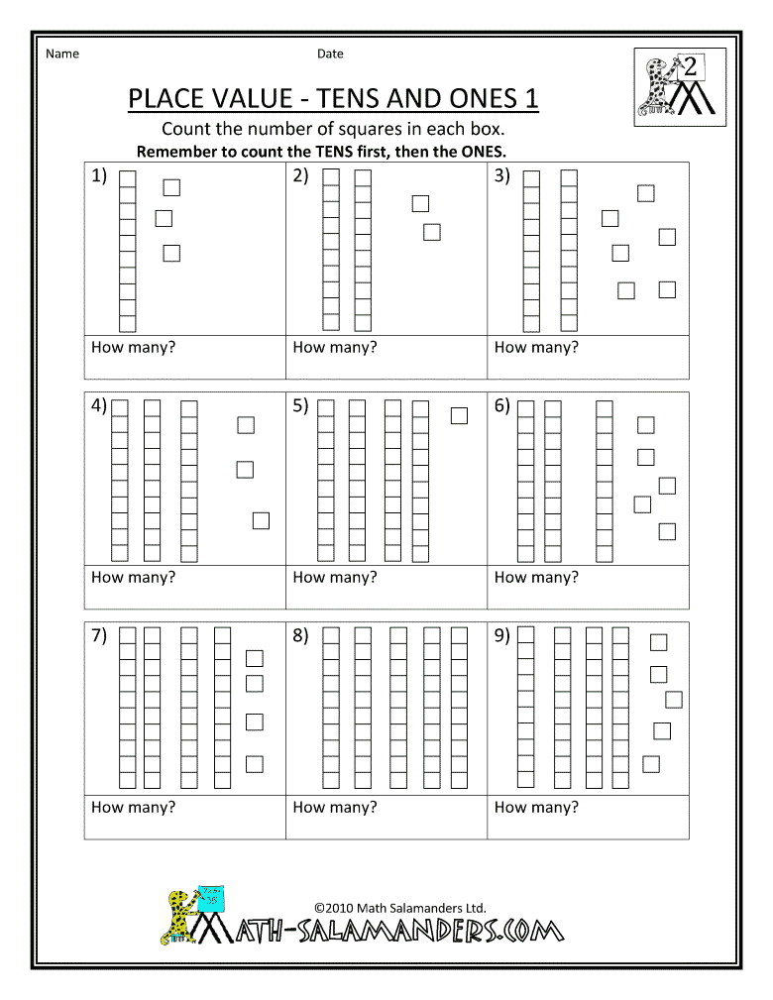 Name Date
2
PLACE VALUE - TENS AND ONES 1
Count the number of squares in each box.
Remember to count the TENS first, then the ONES.
1) 2) 3)
How many? How many? How many?
4) 5) 6)
How many? How many? How many?
7) 8) 9)
How many? How many? How many?
©2010 Math Salamanders Ltd.
MATH-SALAMANDERS.COM